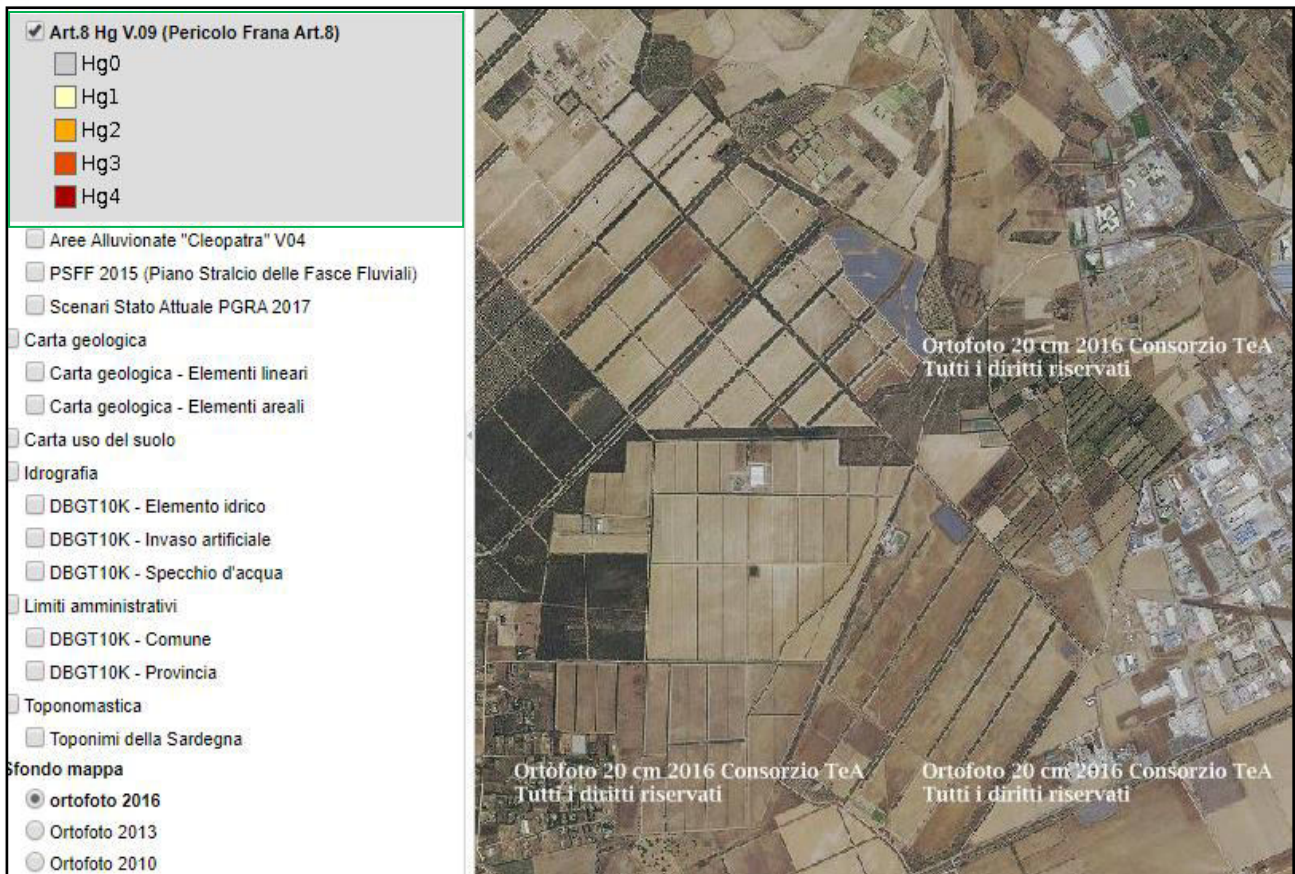 Art.8 Hg V.09 (Pericolo Frana Art.8)
Hg0
Hg1
Hg2
Hg3
Hg4
Aree Alluvionate "Cleopatra" V04
PSFF 2015 (Piano Stralcio delle Fasce Fluviali)
Scenari Stato Attuale PGRA 2017
Carta geologica
Carta geologica - Elementi lineari
Carta geologica - Elementi areali
Carta uso del suolo
Idrografia
DBGT10K - Elemento idrico
DBGT10K - Invaso artificiale
DBGT10K - Specchio d'acqua
Limiti amministrativi
DBGT10K - Comune
DBGT10K - Provincia
Toponomastica
Toponimi della Sardegna
Sfondo mappa
ortofoto 2016
Ortofoto 2013
Ortofoto 2010
Ortofoto 20 cm 2016 Consorzio TeA
Tutti i diritti riservati
Ortofoto 20 cm 2016 Consorzio TeA
Tutti i diritti riservati
Ortofoto 20 cm 2016 Consorzio TeA
Tutti i diritti riservati